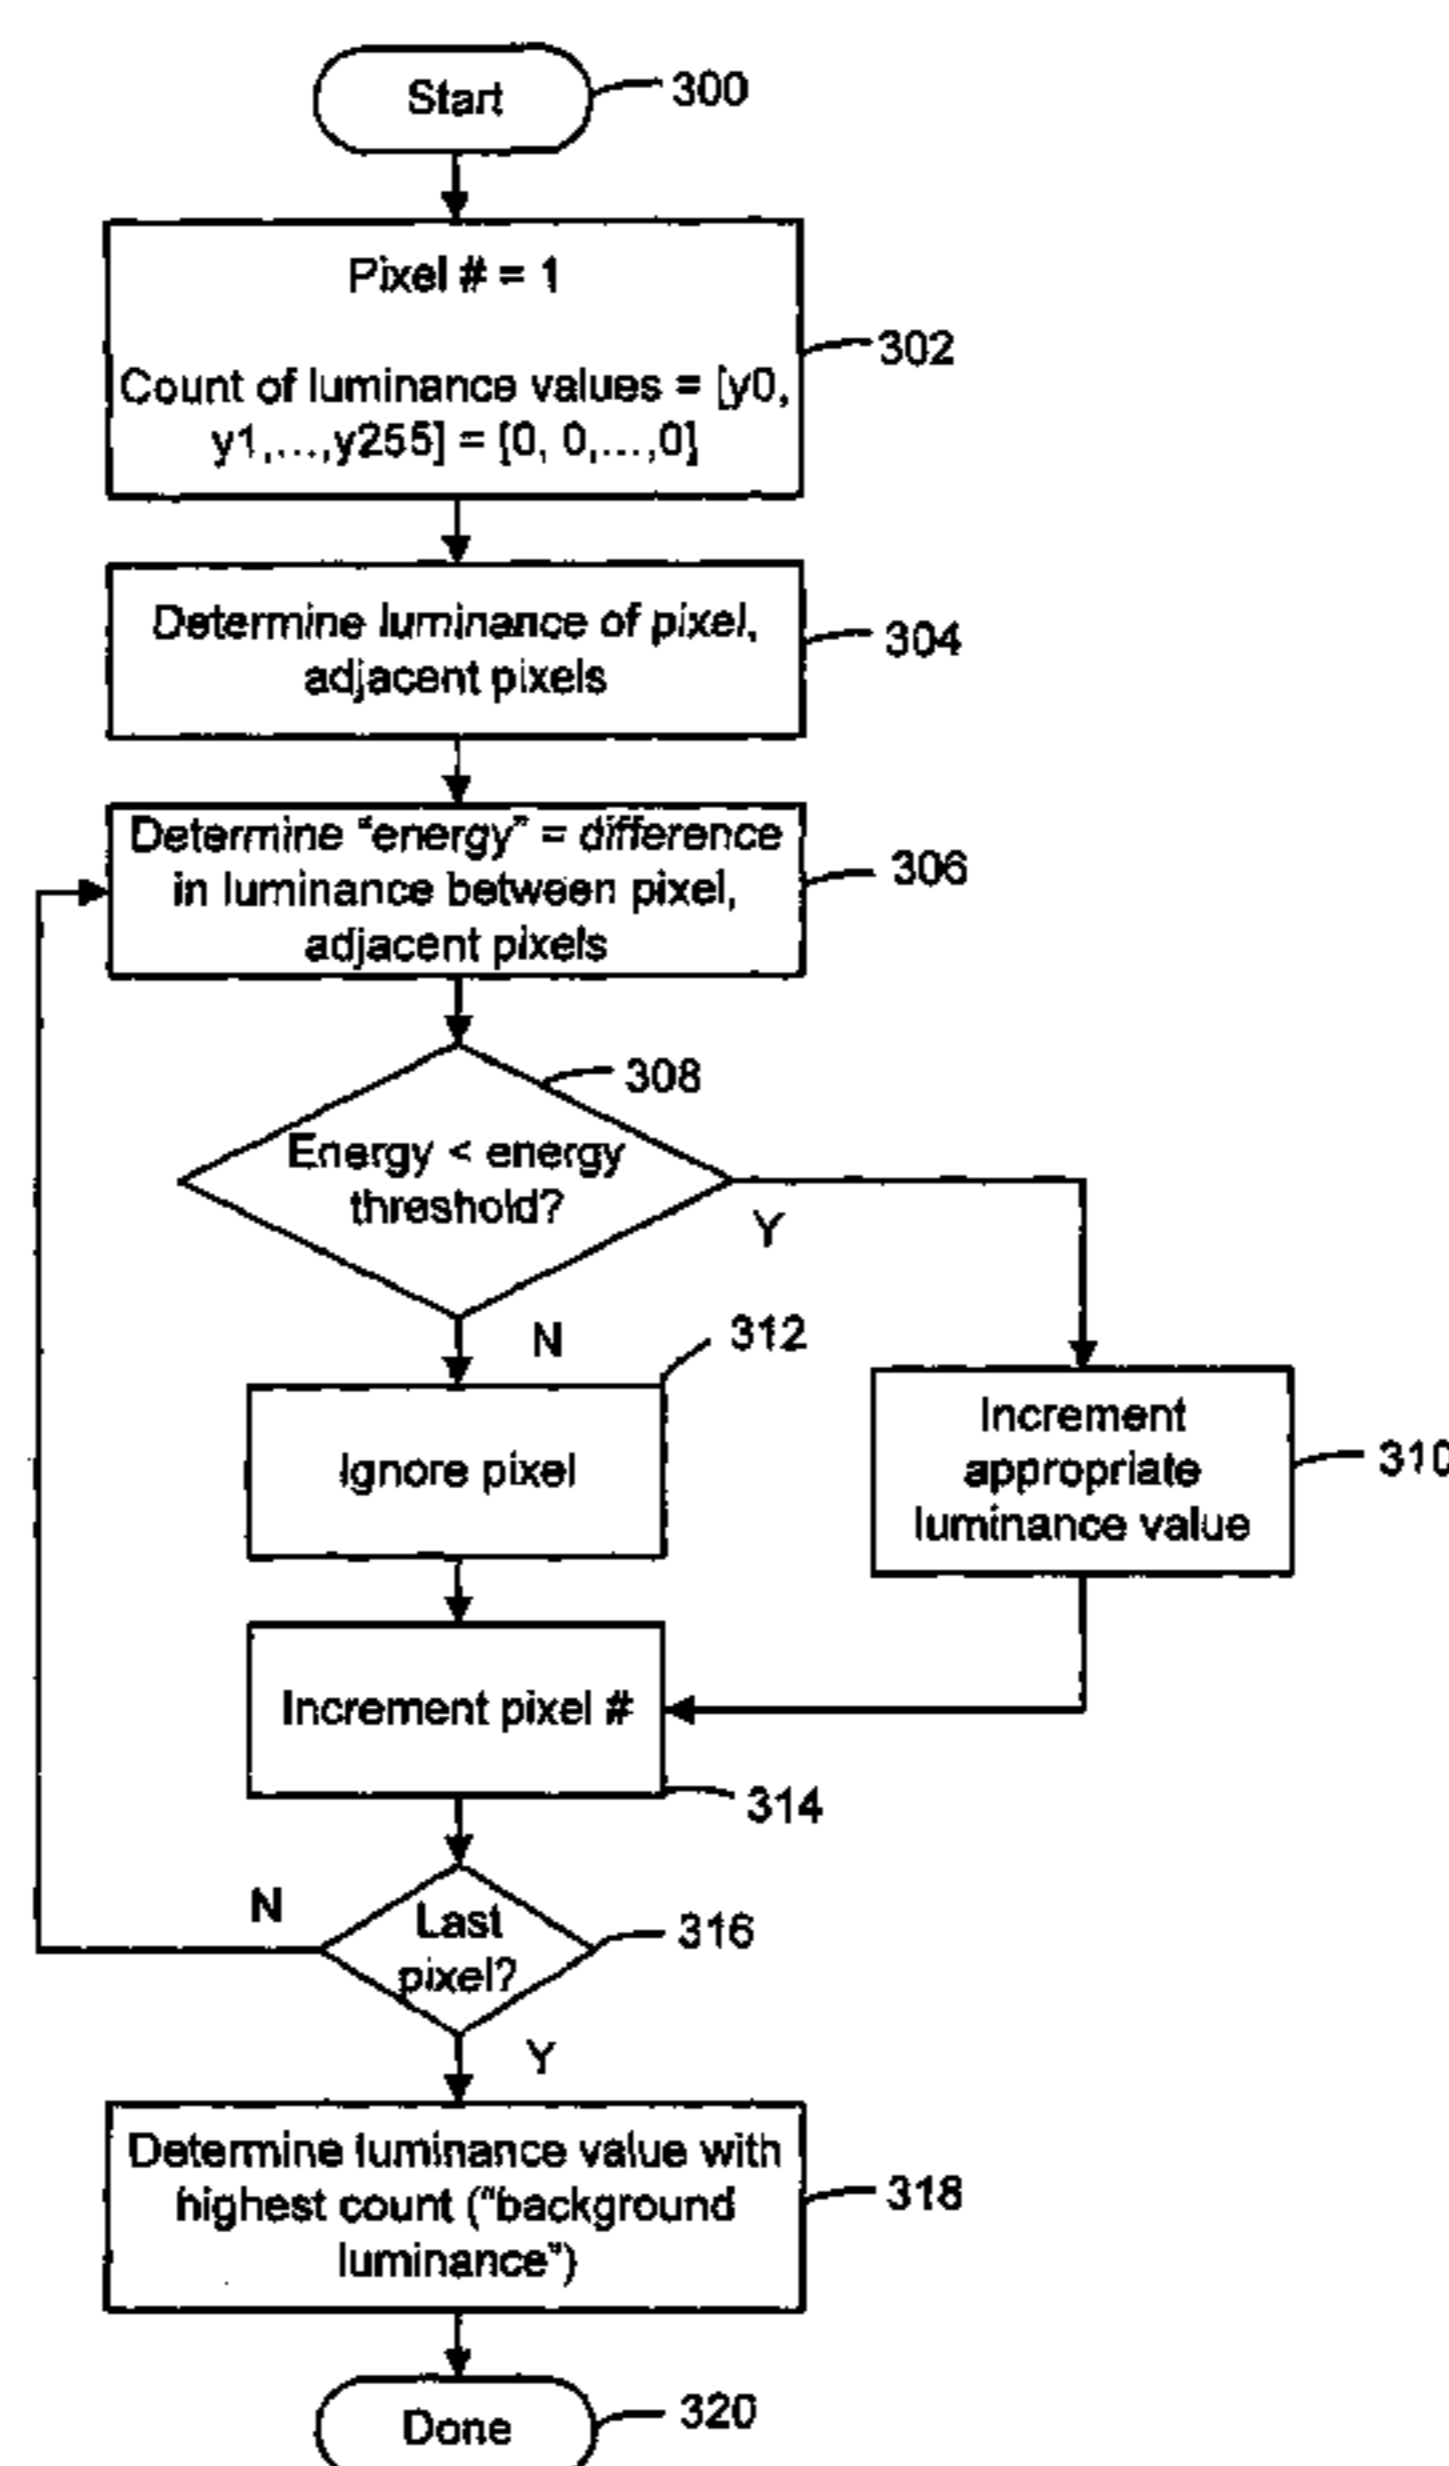 Start
300
Pixel # = 1
302
Count of luminance values = [y0,
y1,...,y255] = [0, 0,...,0]
Determine luminance of pixel,
adjacent pixels
304
Determine "energy" = difference
in luminance between pixel,
adjacent pixels
306
308
Energy < energy
threshold?
Y
N
312
Ignore pixel
Increment
appropriate
luminance value
310
Increment pixel #
314
N
Last
pixel?
316
Y
Determine luminance value with
highest count ("background
luminance")
318
Done
320